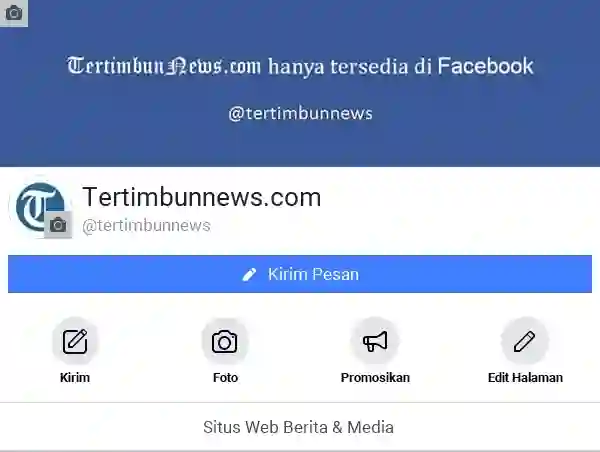 TertimbunNews.com hanya tersedia di Facebook
@tertimbunnews
T
Tertimbunnews.com
@tertimbunnews
Kirim Pesan
Kirim Foto Promosikan Edit Halaman
Situs Web Berita & Media